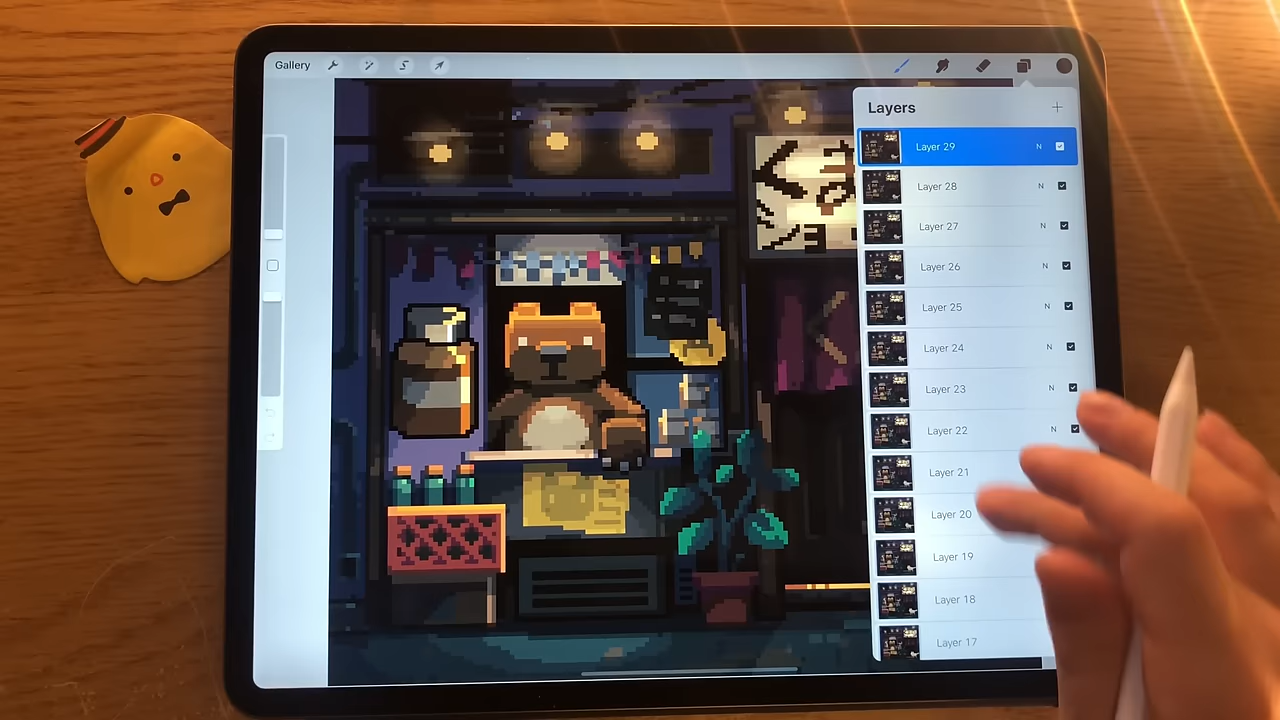 Gallery
Layers
Layer 29 N
Layer 28 N
Layer 27 N
Layer 26 N
Layer 25 N
Layer 24 N
Layer 23 N
Layer 22 N
Layer 21
Layer 20
Layer 19
Layer 18
Layer 17